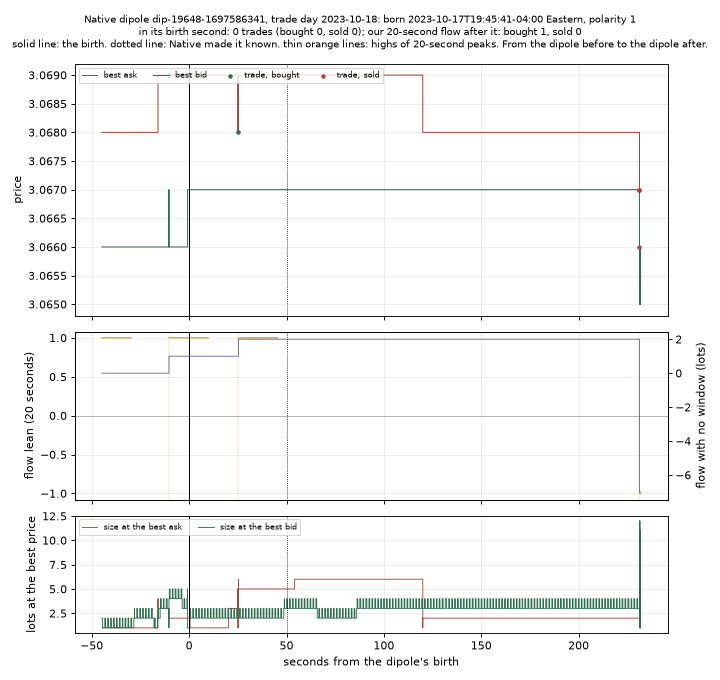 Native dipole dip-19648-1697586341, trade day 2023-10-18: born 2023-10-17T19:45:41-04:00 Eastern, polarity 1
in its birth second: 0 trades (bought 0, sold 0); our 20-second flow after it: bought 1, sold 0
solid line: the birth. dotted line: Native made it known. thin orange lines: highs of 20-second peaks. From the dipole before to the dipole after.
best ask
best bid
trade, bought
trade, sold
3.0690
3.0685
3.0680
3.0675
3.0670
3.0665
3.0660
3.0655
3.0650
price
1.0
0.5
0.0
−0.5
−1.0
flow lean (20 seconds)
2
0
−2
−4
−6
flow with no window (lots)
size at the best ask
size at the best bid
12.5
10.0
7.5
5.0
2.5
lots at the best price
−50
0
50
100
150
200
seconds from the dipole's birth